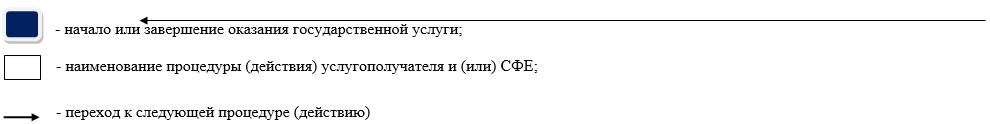 - начало или завершение оказания государственной услуги;
- наименование процедуры (действия) услугополучателя и (или) СФЕ;
- переход к следующей процедуре (действию)